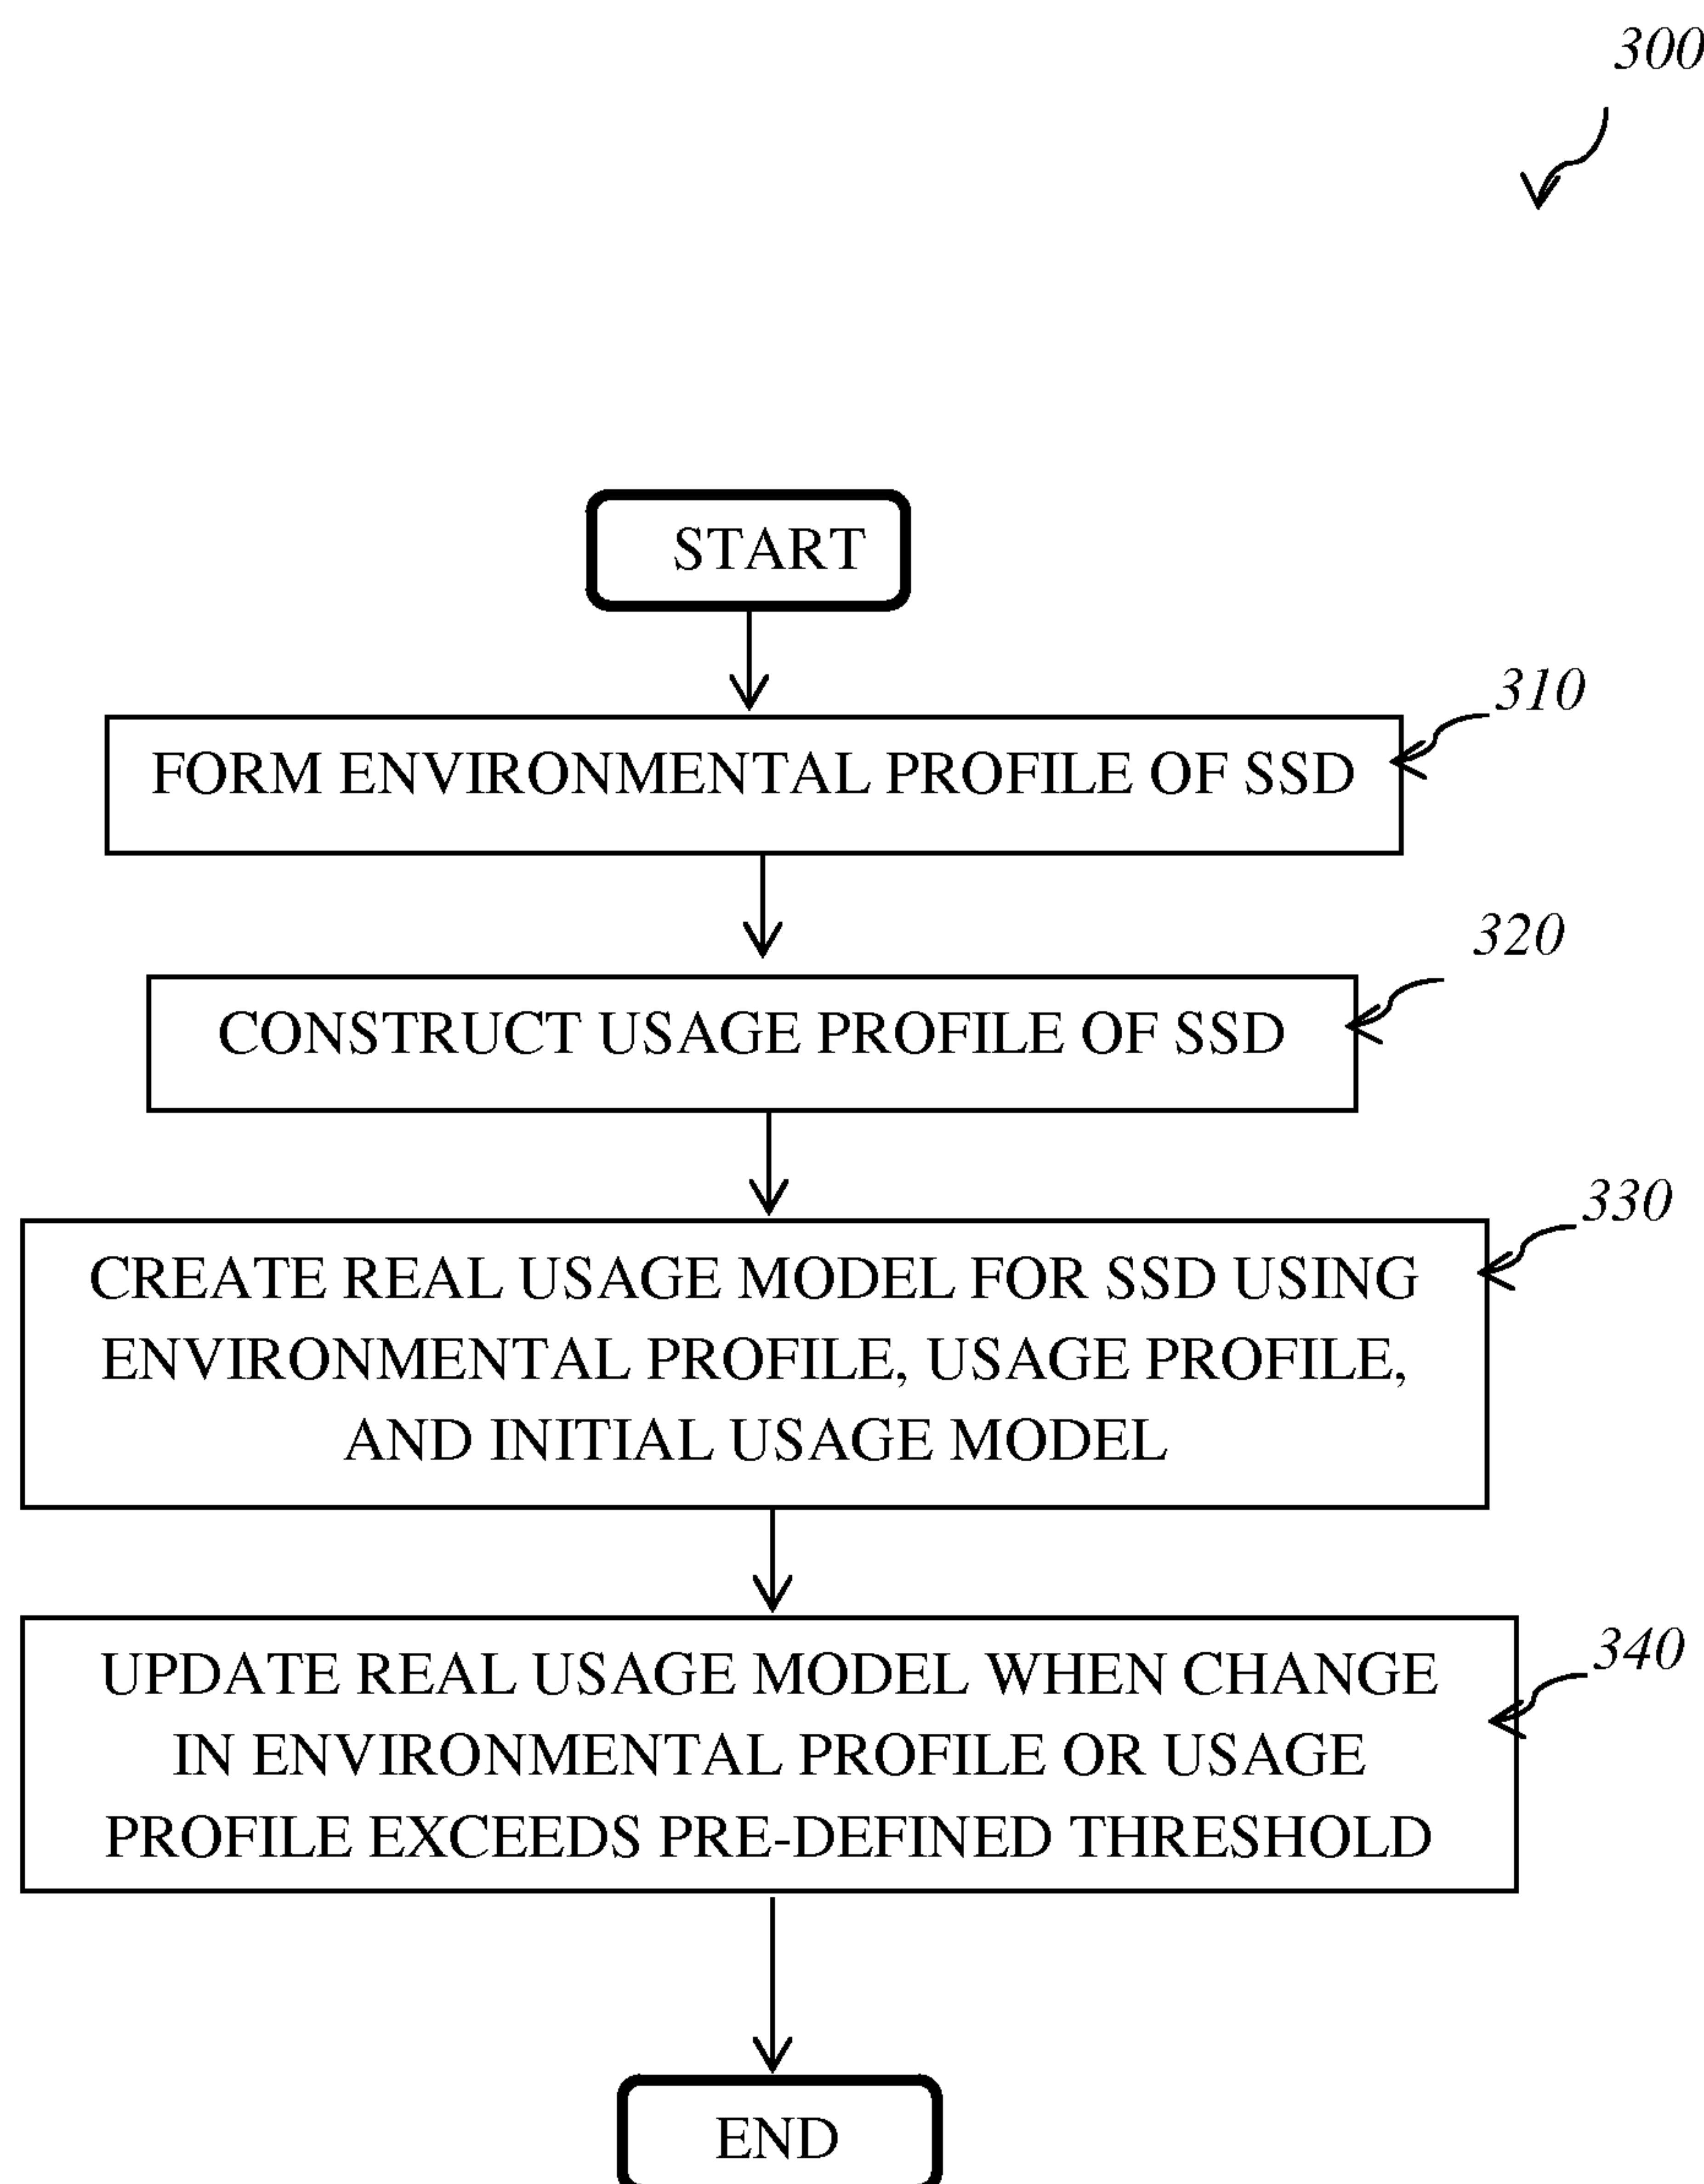 300
START
310
FORM ENVIRONMENTAL PROFILE OF SSD
320
CONSTRUCT USAGE PROFILE OF SSD
330
CREATE REAL USAGE MODEL FOR SSD USING
ENVIRONMENTAL PROFILE, USAGE PROFILE,
AND INITIAL USAGE MODEL
340
UPDATE REAL USAGE MODEL WHEN CHANGE
IN ENVIRONMENTAL PROFILE OR USAGE
PROFILE EXCEEDS PRE-DEFINED THRESHOLD
END